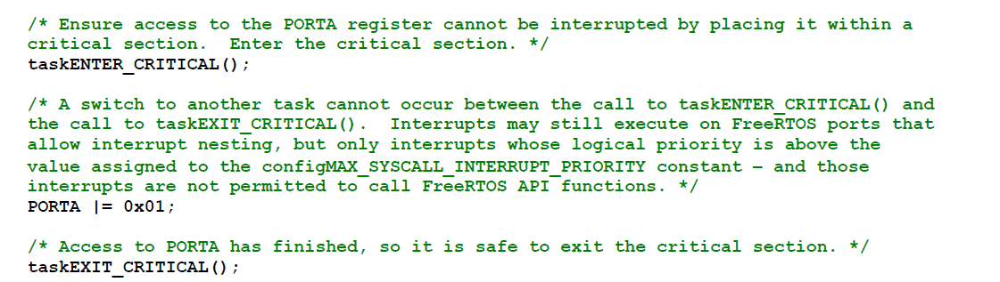 /* Ensure access to the PORTA register cannot be interrupted by placing it within a
critical section.  Enter the critical section. */
taskENTER_CRITICAL();
/* A switch to another task cannot occur between the call to taskENTER_CRITICAL() and
the call to taskEXIT_CRITICAL().  Interrupts may still execute on FreeRTOS ports that
allow interrupt nesting, but only interrupts whose logical priority is above the
value assigned to the configMAX_SYSCALL_INTERRUPT_PRIORITY constant – and those
interrupts are not permitted to call FreeRTOS API functions. */
PORTA |= 0x01;
/* Access to PORTA has finished, so it is safe to exit the critical section. */
taskEXIT_CRITICAL();